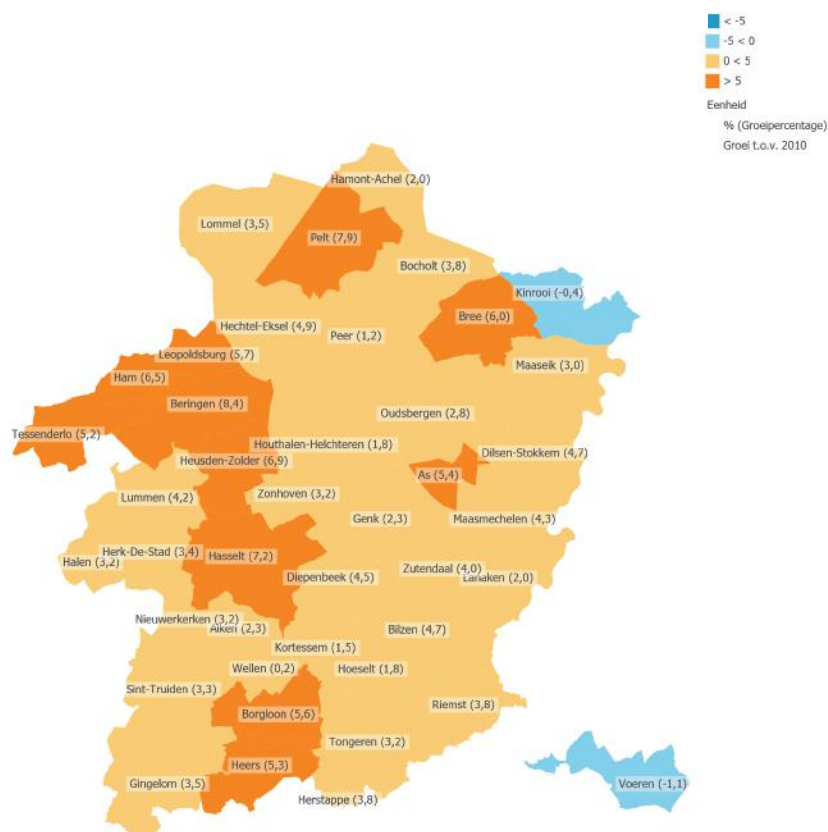 < -5
-5 < 0
0 < 5
> 5
Eenheid
% (Groeipercentage)
Groei t.o.v. 2010
Hamont-Achel (2,0)
Lommel (3,5)
Pelt (7,9)
Bocholt (3,8)
Kinrooi (-0,4)
Bree (6,0)
Hechtel-Eksel (4,9)
Peer (1,2)
Leopoldsburg (5,7)
Maaseik (3,0)
Ham (6,5)
Beringen (8,4)
Oudsbergen (2,8)
Tessenderlo (5,2)
Houthalen-Helchteren (1,8)
Dilsen-Stokkem (4,7)
Heusden-Zolder (6,9)
As (5,4)
Lummen (4,2)
Zonhoven (3,2)
Genk (2,3)
Maasmechelen (4,3)
Herk-De-Stad (3,4)
Hasselt (7,2)
Halen (3,2)
Zutendaal (4,0)
Diepenbeek (4,5)
Lanaken (2,0)
Nieuwerkerken (3,2)
Alken (2,3)
Bilzen (4,7)
Kortessem (1,5)
Wellen (0,2)
Hoeselt (1,8)
Sint-Truiden (3,3)
Riemst (3,8)
Borgloon (5,6)
Tongeren (3,2)
Heers (5,3)
Gingelom (3,5)
Voeren (-1,1)
Herstappe (3,8)